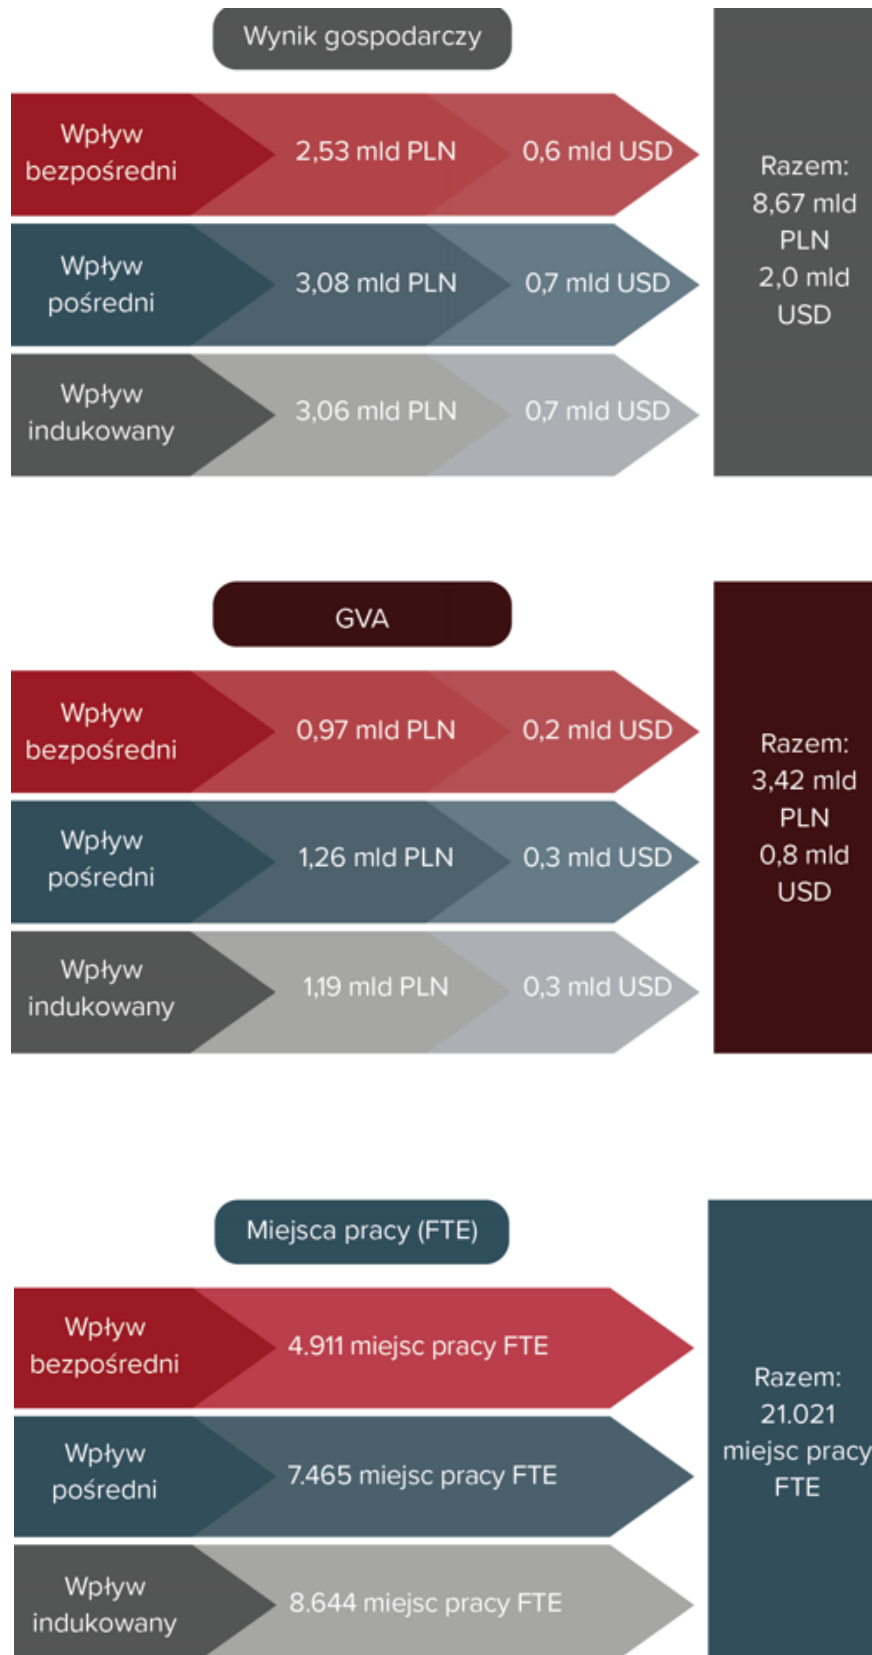 Wynik gospodarczy
Wpływ
bezpośredni
2,53 mld PLN
0,6 mld USD
Wpływ
pośredni
3,08 mld PLN
0,7 mld USD
Wpływ
indukowany
3,06 mld PLN
0,7 mld USD
Razem:
8,67 mld
PLN
2,0 mld
USD
GVA
Wpływ
bezpośredni
0,97 mld PLN
0,2 mld USD
Wpływ
pośredni
1,26 mld PLN
0,3 mld USD
Wpływ
indukowany
1,19 mld PLN
0,3 mld USD
Razem:
3,42 mld
PLN
0,8 mld
USD
Miejsca pracy (FTE)
Wpływ
bezpośredni
4.911 miejsc pracy FTE
Wpływ
pośredni
7.465 miejsc pracy FTE
Wpływ
indukowany
8.644 miejsc pracy FTE
Razem:
21.021
miejsc pracy
FTE